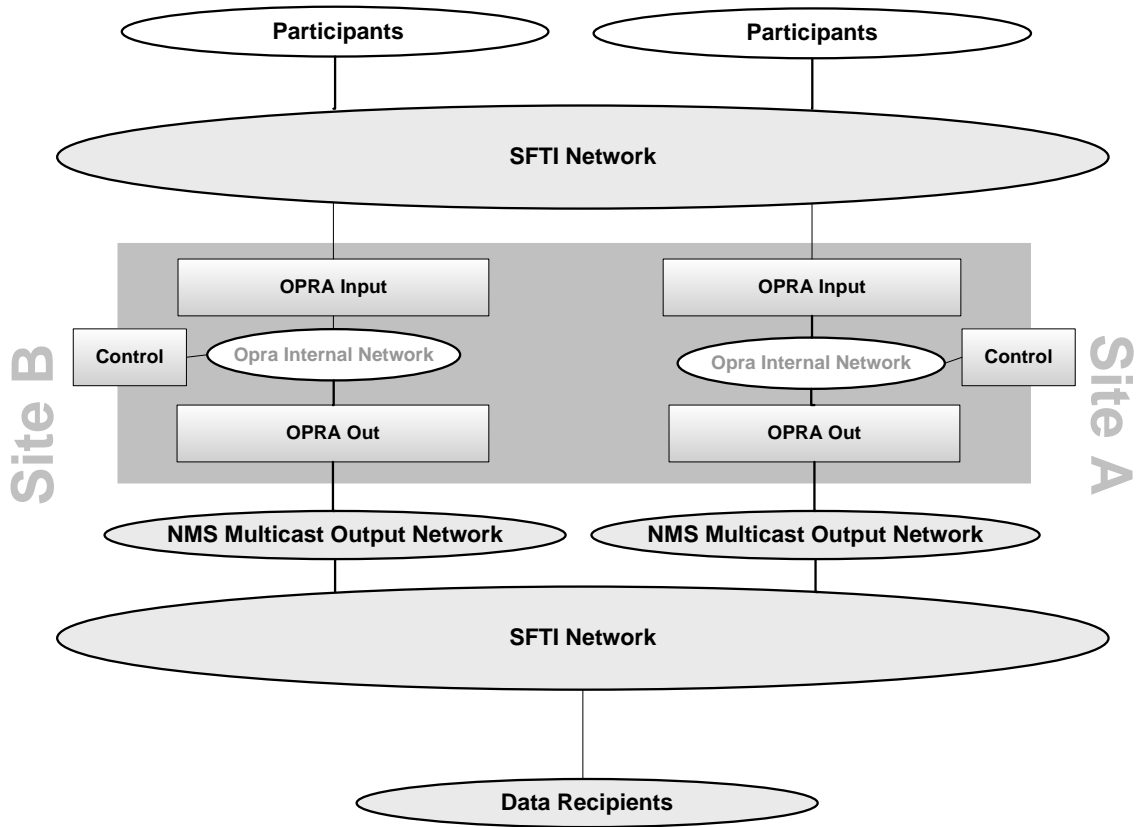 Participants
Participants
SFTI Network
Site B
Site A
OPRA Input
OPRA Input
Control
Opra Internal Network
Opra Internal Network
Control
OPRA Out
OPRA Out
NMS Multicast Output Network
NMS Multicast Output Network
SFTI Network
Data Recipients